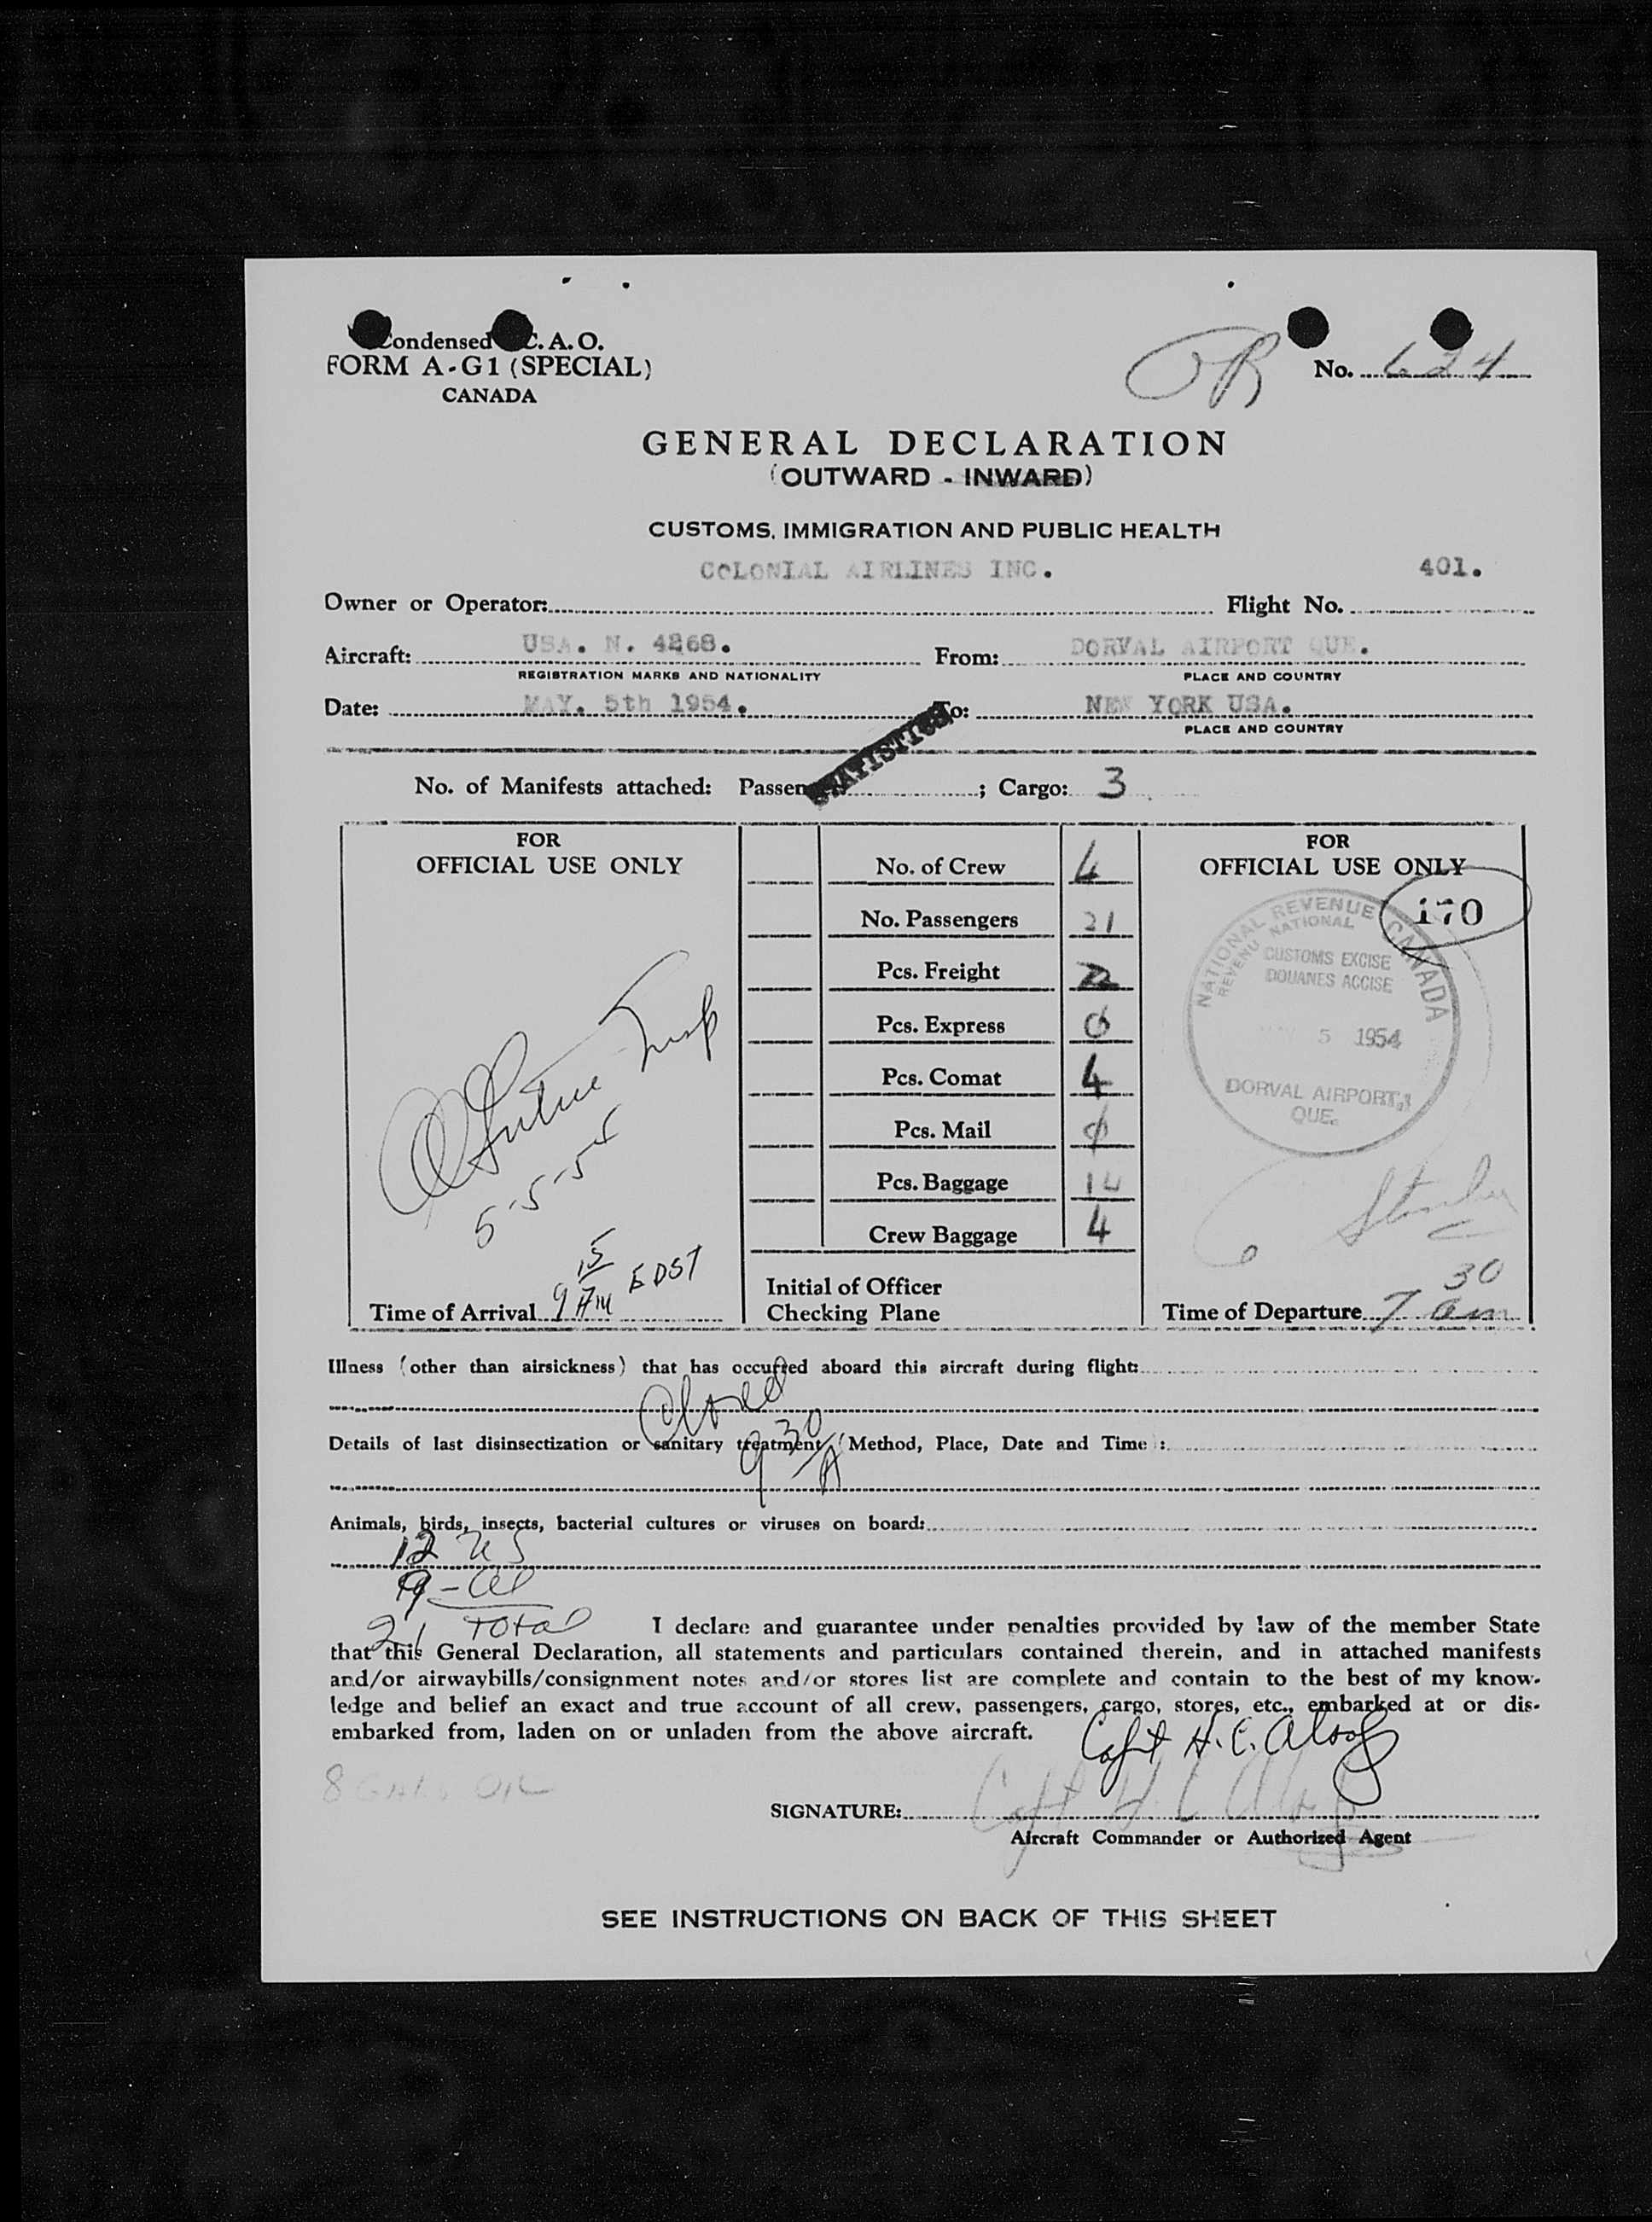 Condensed I.C.A.O.
FORM A-G1 (SPECIAL)
CANADA
No. 624
GENERAL DECLARATION
(OUTWARD - INWARD)
CUSTOMS, IMMIGRATION AND PUBLIC HEALTH
Owner or Operator: COLONIAL AIRLINES INC. Flight No. 401.
Aircraft: USA. N. 4268. From: DORVAL AIRPORT QUE.
REGISTRATION MARKS AND NATIONALITY PLACE AND COUNTRY
Date: MAY. 5th 1954. To: NEW YORK USA.
PLACE AND COUNTRY
STATISTICS
No. of Manifests attached: Passenger ; Cargo: 3
FOR
OFFICIAL USE ONLY
5-5-54
Time of Arrival 9 15 AM EDST
No. of Crew 4
No. Passengers 21
Pcs. Freight
Pcs. Express 0
Pcs. Comat 4
Pcs. Mail 0
Pcs. Baggage 14
Crew Baggage 4
Initial of Officer
Checking Plane
FOR
OFFICIAL USE ONLY
170
NATIONAL REVENUE CANADA
REVENU NATIONAL
CUSTOMS EXCISE
DOUANES ACCISE
5 1954
DORVAL AIRPORT,
QUE.
Time of Departure 7 30 am
Illness (other than airsickness) that has occurred aboard this aircraft during flight:
Closed
9 30 A
Details of last disinsectization or sanitary treatment (Method, Place, Date and Time):
Animals, birds, insects, bacterial cultures or viruses on board:
12 US
9 - al
21 Total
I declare and guarantee under penalties provided by law of the member State
that this General Declaration, all statements and particulars contained therein, and in attached manifests
and/or airwaybills/consignment notes and/or stores list are complete and contain to the best of my know-
ledge and belief an exact and true account of all crew, passengers, cargo, stores, etc., embarked at or dis-
embarked from, laden on or unladen from the above aircraft.
Capt H.E. Alsop
8 GALS OIL
SIGNATURE: Capt H E Alsop
Aircraft Commander or Authorized Agent
SEE INSTRUCTIONS ON BACK OF THIS SHEET